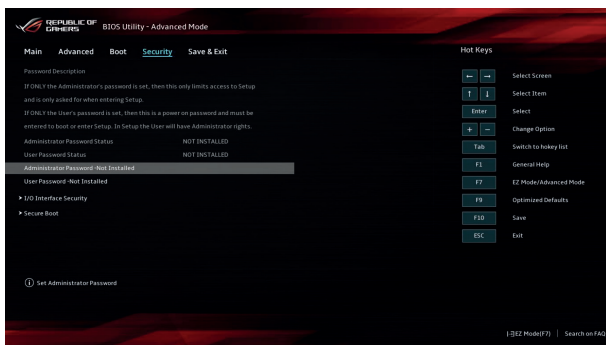 REPUBLIC OF
GAMERS
BIOS Utility - Advanced Mode
Main Advanced Boot Security Save & Exit
Hot Keys
Password Description
If ONLY the Administrator's password is set, then this only limits access to Setup
and is only asked for when entering Setup.
If ONLY the User's password is set, then this is a power on password and must be
entered to boot or enter Setup. In Setup the User will have Administrator rights.
Administrator Password Status NOT INSTALLED
User Password Status NOT INSTALLED
Administrator Password -Not Installed
User Password -Not Installed
> I/O Interface Security
> Secure Boot
← → Select Screen
↑ ↓ Select Item
Enter Select
+ − Change Option
Tab Switch to hokey list
F1 General Help
F7 EZ Mode/Advanced Mode
F9 Optimized Defaults
F10 Save
ESC Exit
i Set Administrator Password
EZ Mode(F7) | Search on FAQ